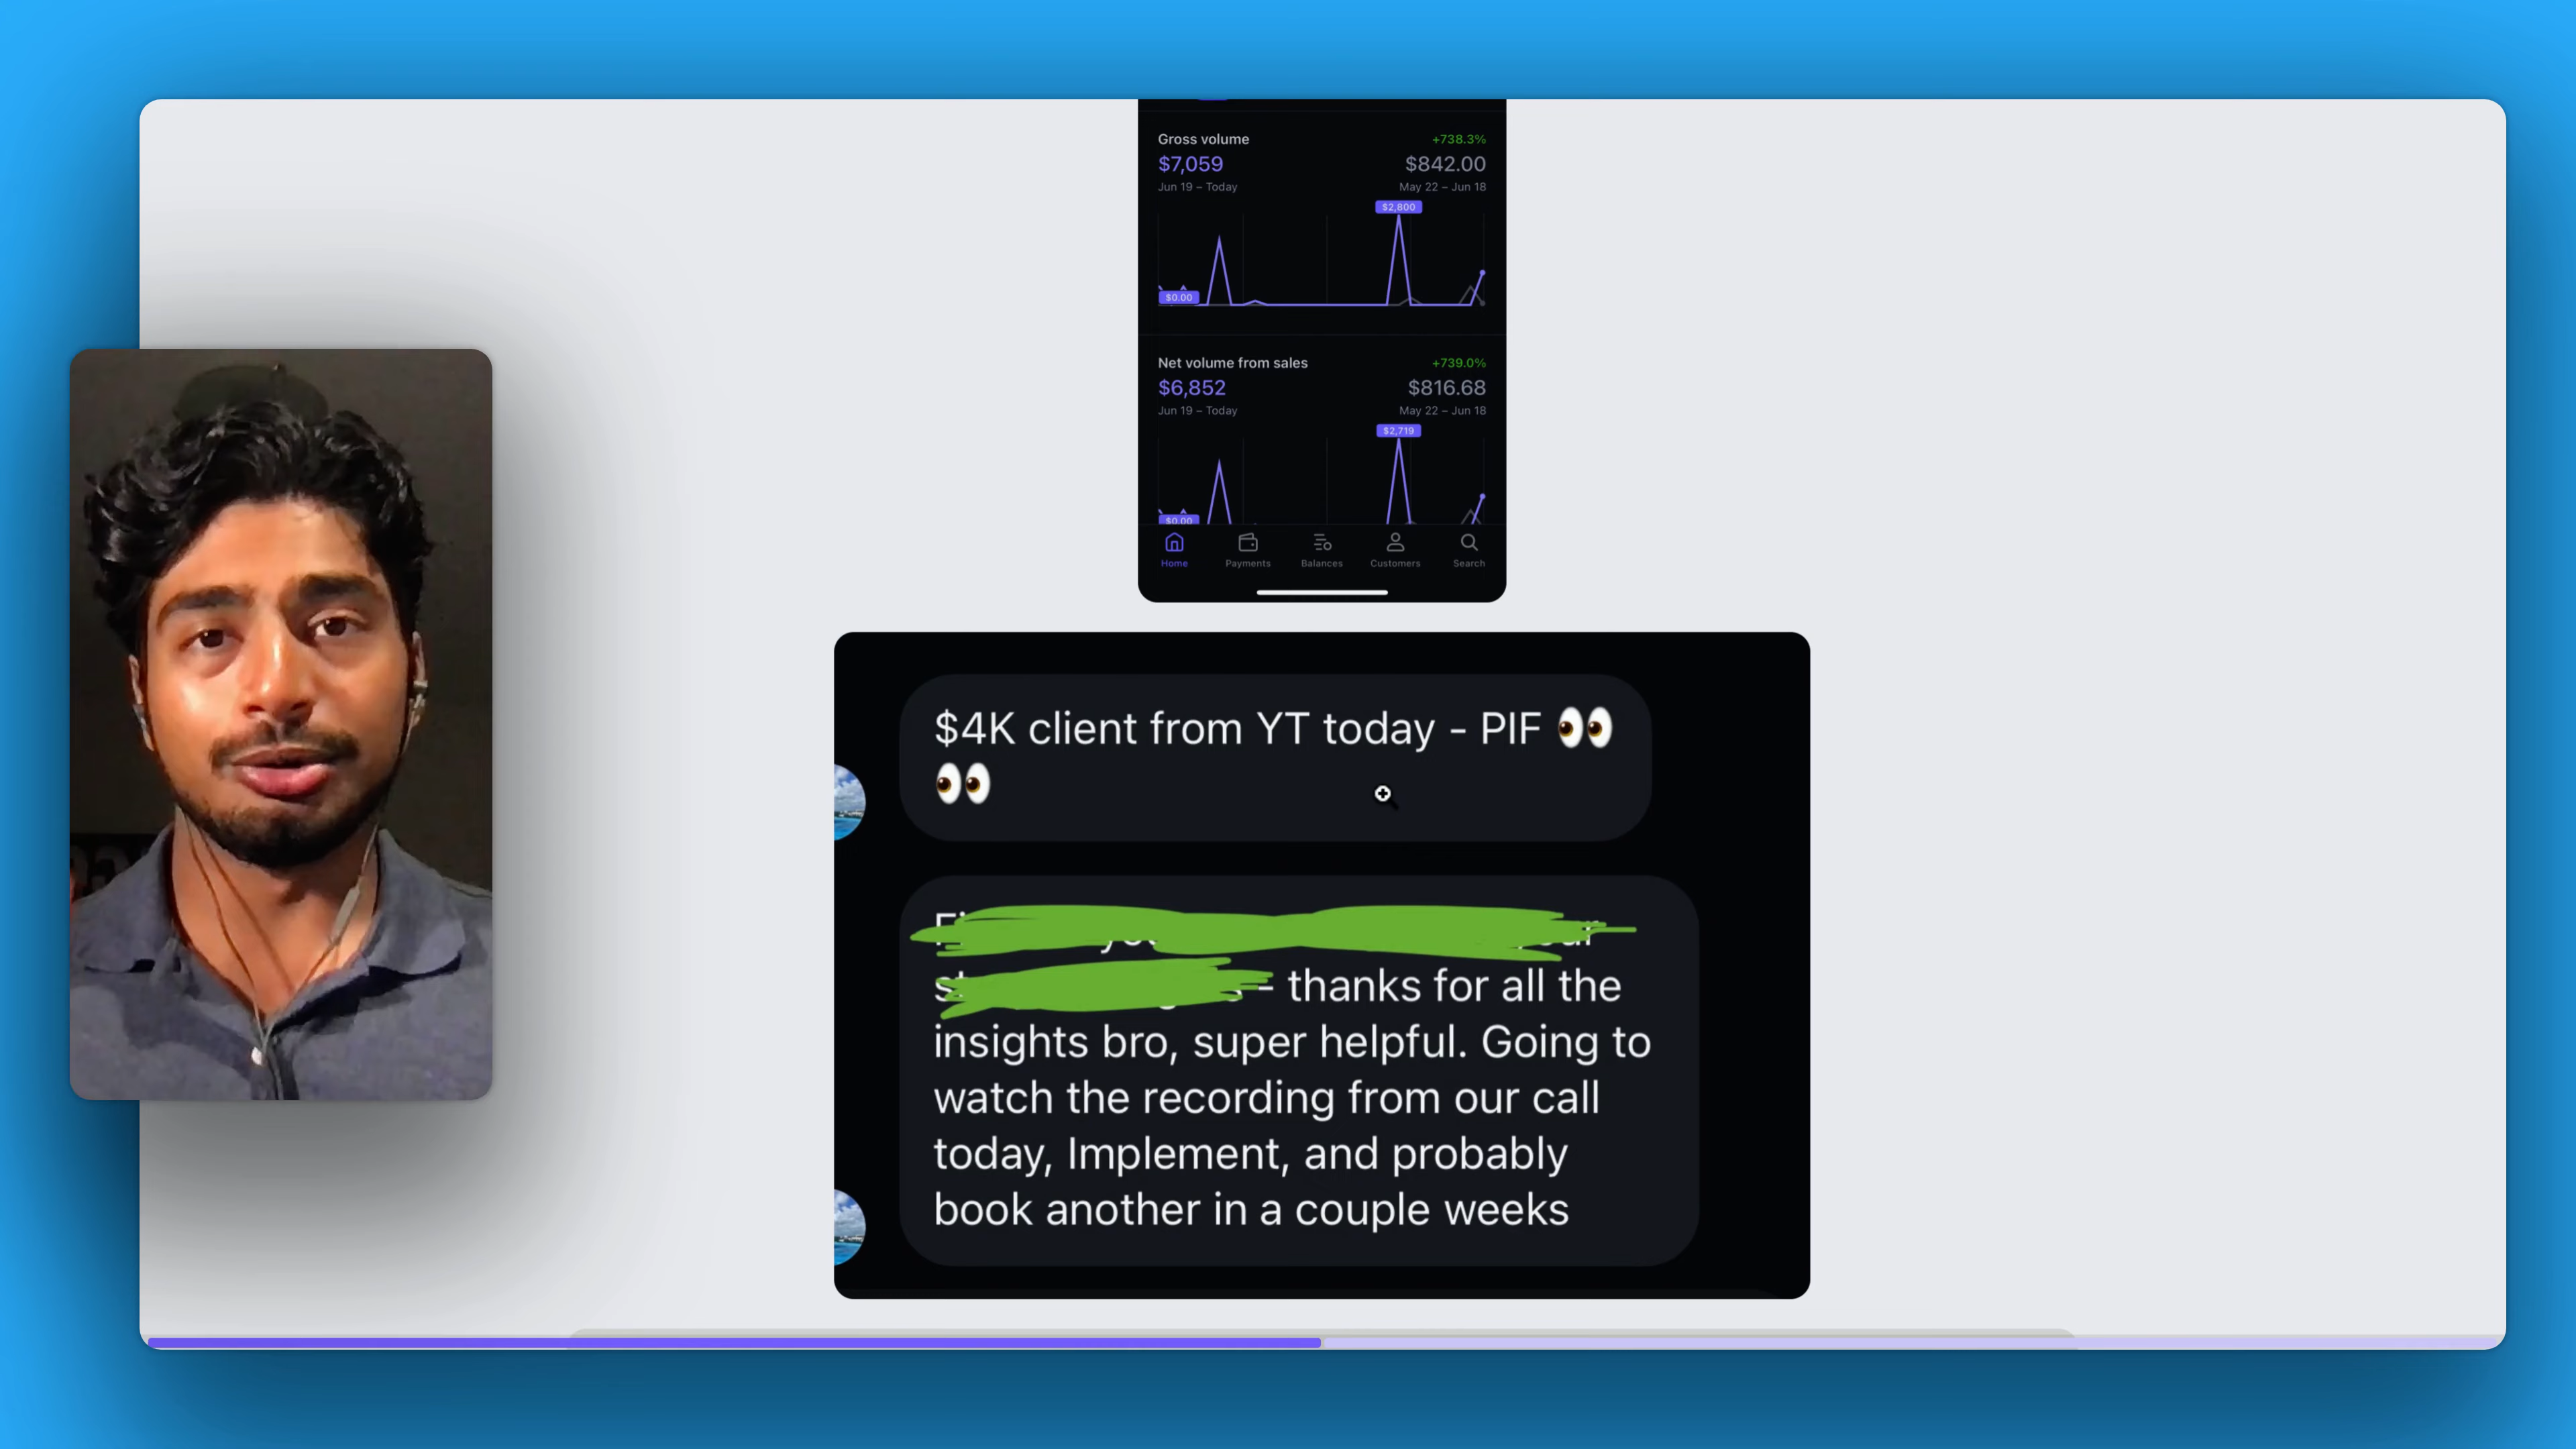 Gross volume +738.3%
$7,059 $842.00
Jun 19 – Today May 22 – Jun 18
$2,800
$0.00
Net volume from sales +739.0%
$6,852 $816.68
Jun 19 – Today May 22 – Jun 18
$2,719
$0.00
Home Payments Balances Customers Search
$4K client from YT today - PIF 👀
👀
- thanks for all the
insights bro, super helpful. Going to
watch the recording from our call
today, Implement, and probably
book another in a couple weeks